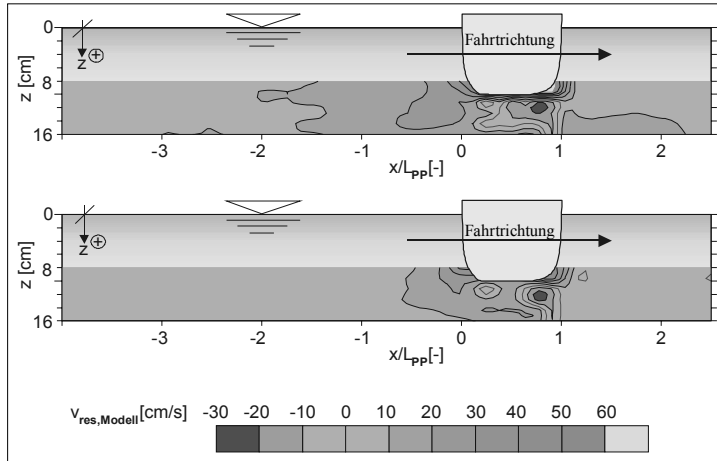 0
8
16
z [cm]
z
+
Fahrtrichtung
-3 -2 -1 0 1 2
x/L_PP[-]
0
8
16
z [cm]
z
+
Fahrtrichtung
-3 -2 -1 0 1 2
x/L_PP[-]
v_res,Modell[cm/s] -30 -20 -10 0 10 20 30 40 50 60